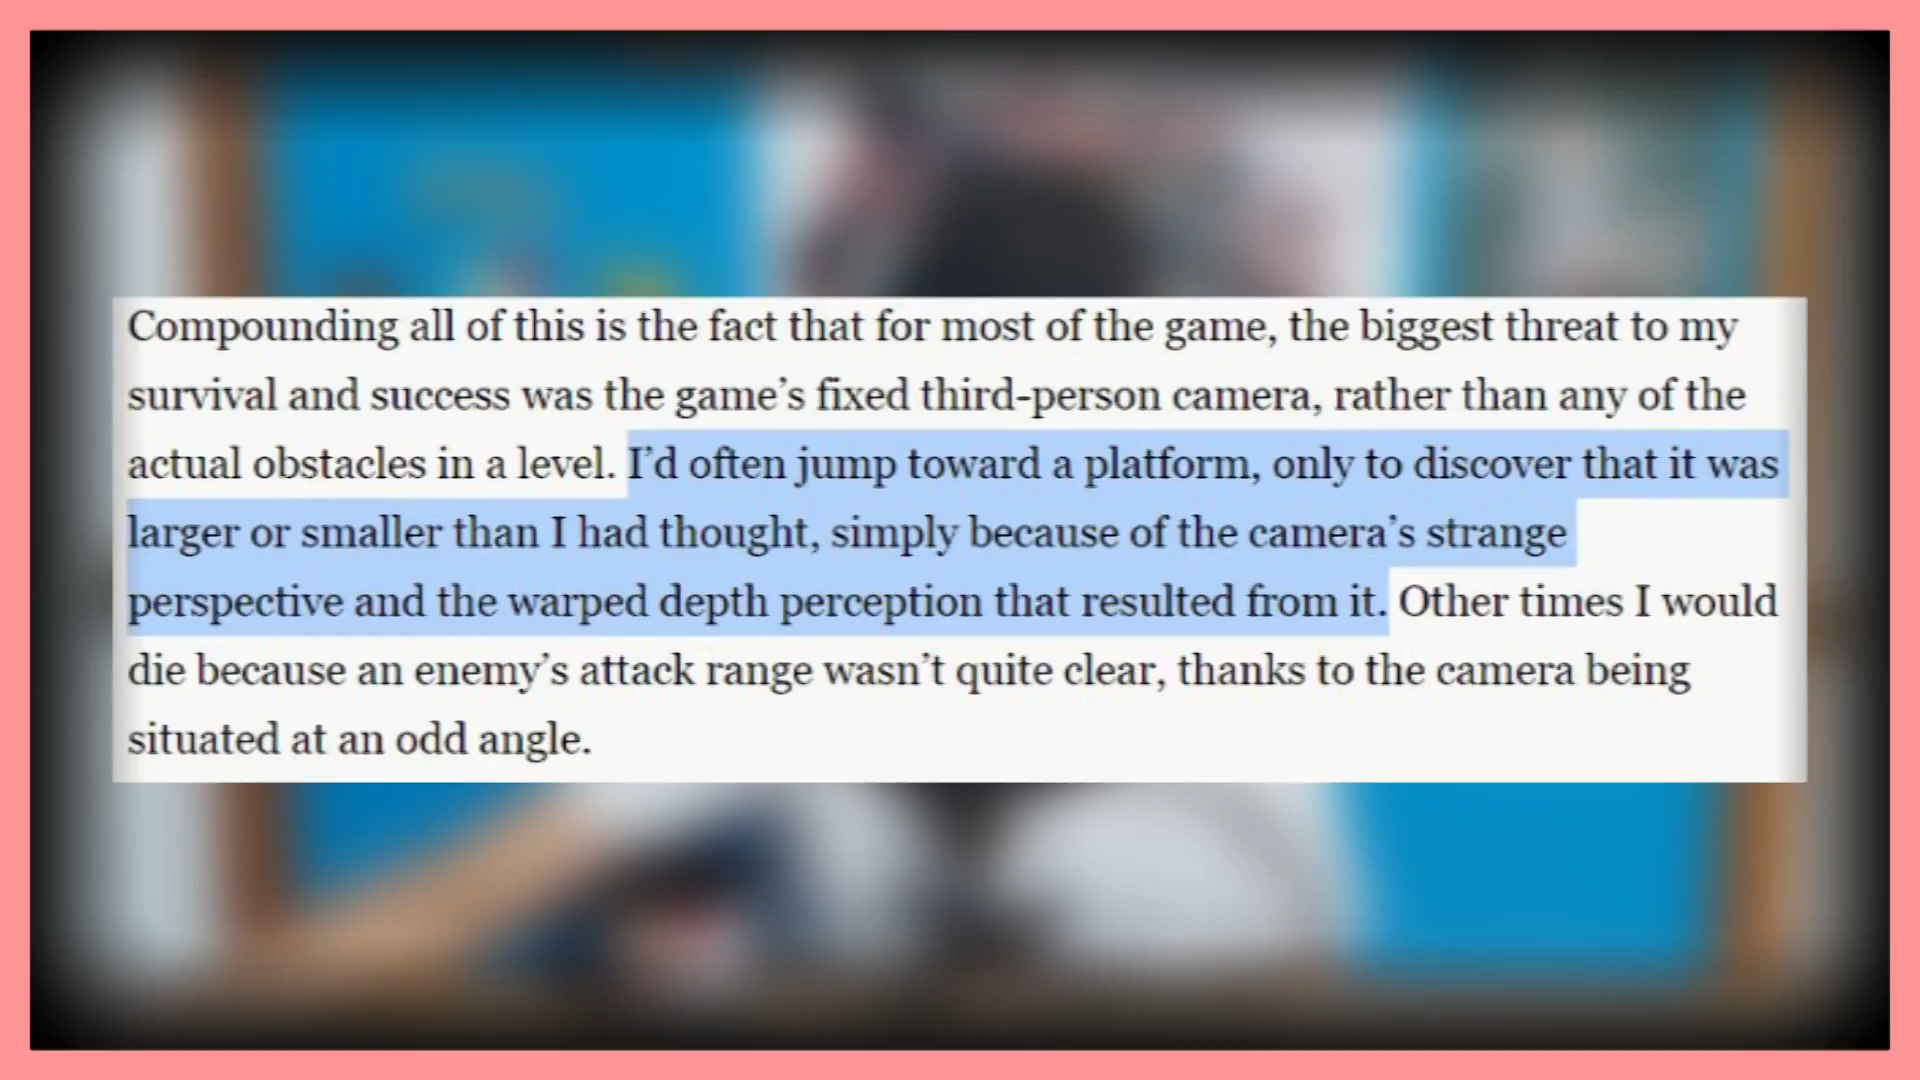 Compounding all of this is the fact that for most of the game, the biggest threat to my
survival and success was the game’s fixed third-person camera, rather than any of the
actual obstacles in a level. I’d often jump toward a platform, only to discover that it was
larger or smaller than I had thought, simply because of the camera’s strange
perspective and the warped depth perception that resulted from it. Other times I would
die because an enemy’s attack range wasn’t quite clear, thanks to the camera being
situated at an odd angle.